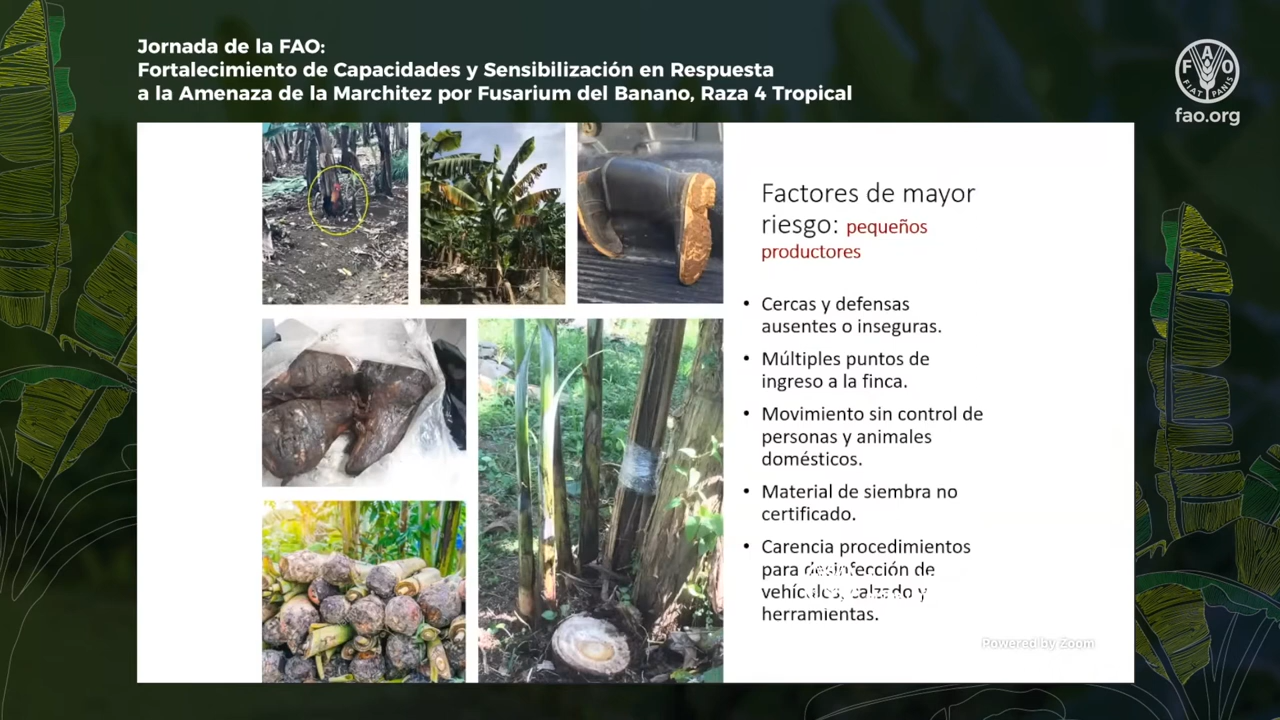 Jornada de la FAO:
Fortalecimiento de Capacidades y Sensibilización en Respuesta
a la Amenaza de la Marchitez por Fusarium del Banano, Raza 4 Tropical
FAO
FIAT PANIS
fao.org
Factores de mayor
riesgo: pequeños
productores
• Cercas y defensas
ausentes o inseguras.
• Múltiples puntos de
ingreso a la finca.
• Movimiento sin control de
personas y animales
domésticos.
• Material de siembra no
certificado.
• Carencia procedimientos
para desinfección de
vehículos, calzado y
herramientas.
Powered by Zoom